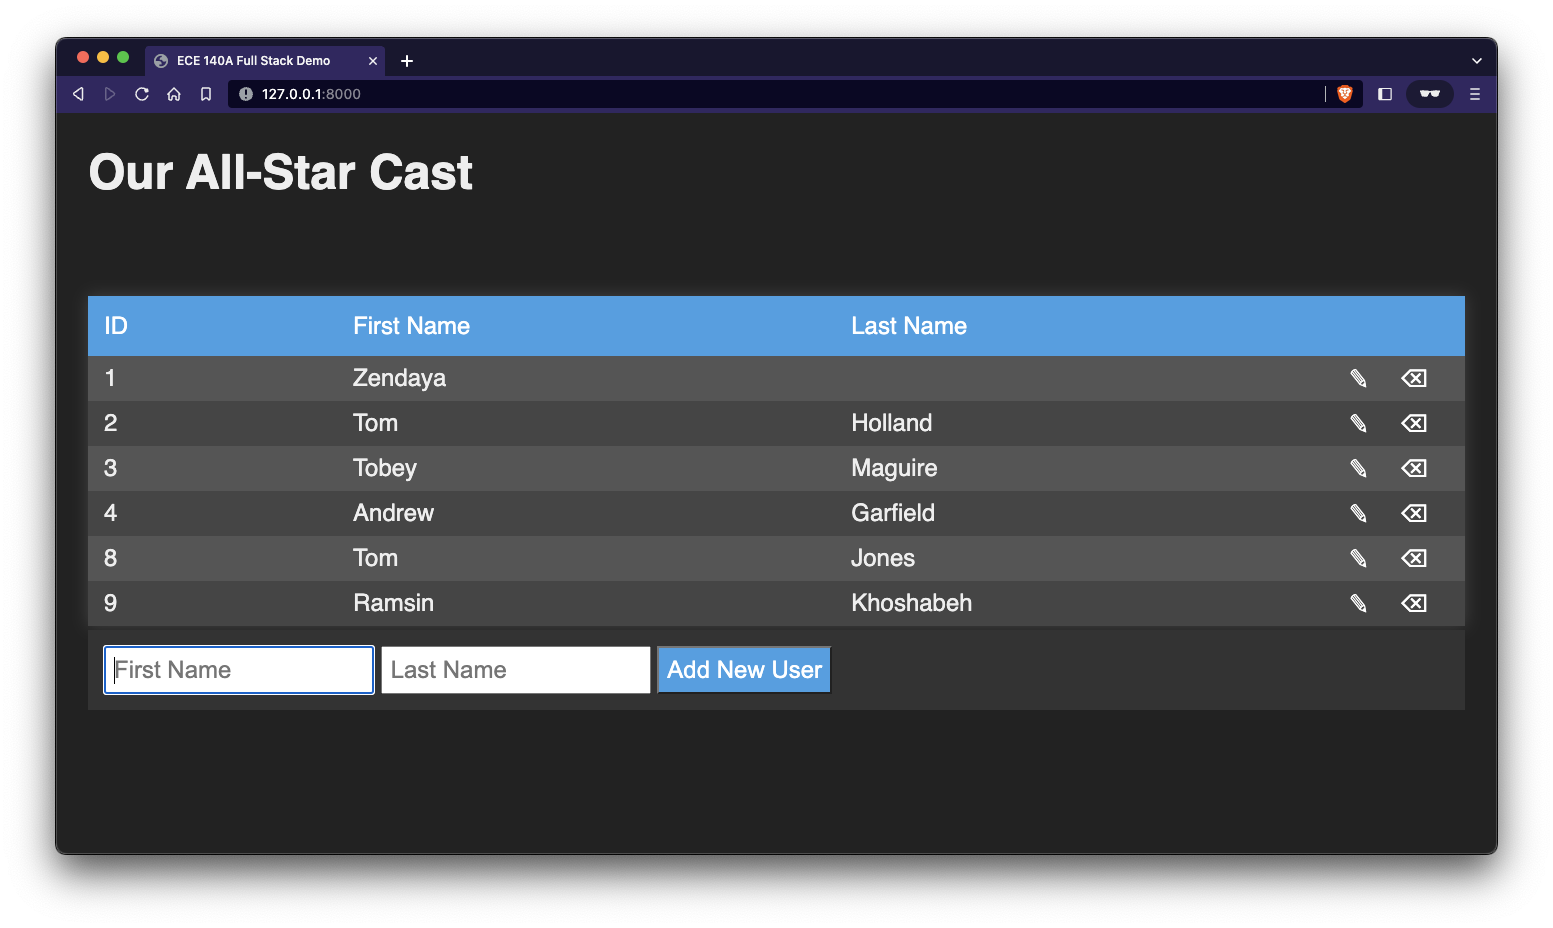 ECE 140A Full Stack Demo
127.0.0.1:8000
Our All-Star Cast
ID First Name Last Name
1 Zendaya
2 Tom Holland
3 Tobey Maguire
4 Andrew Garfield
8 Tom Jones
9 Ramsin Khoshabeh
First Name Last Name Add New User